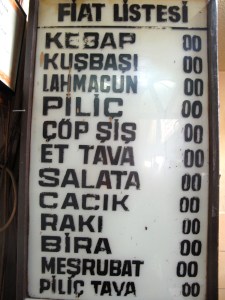 FİAT LİSTESİ
KEBAP 00
KUŞBAŞI 00
LAHMACUN 00
PİLİÇ 00
ÇÖP ŞİŞ 00
ET TAVA 00
SALATA 00
CACIK 00
RAKI 00
BİRA 00
MEŞRUBAT 00
PİLİÇ TAVA 00